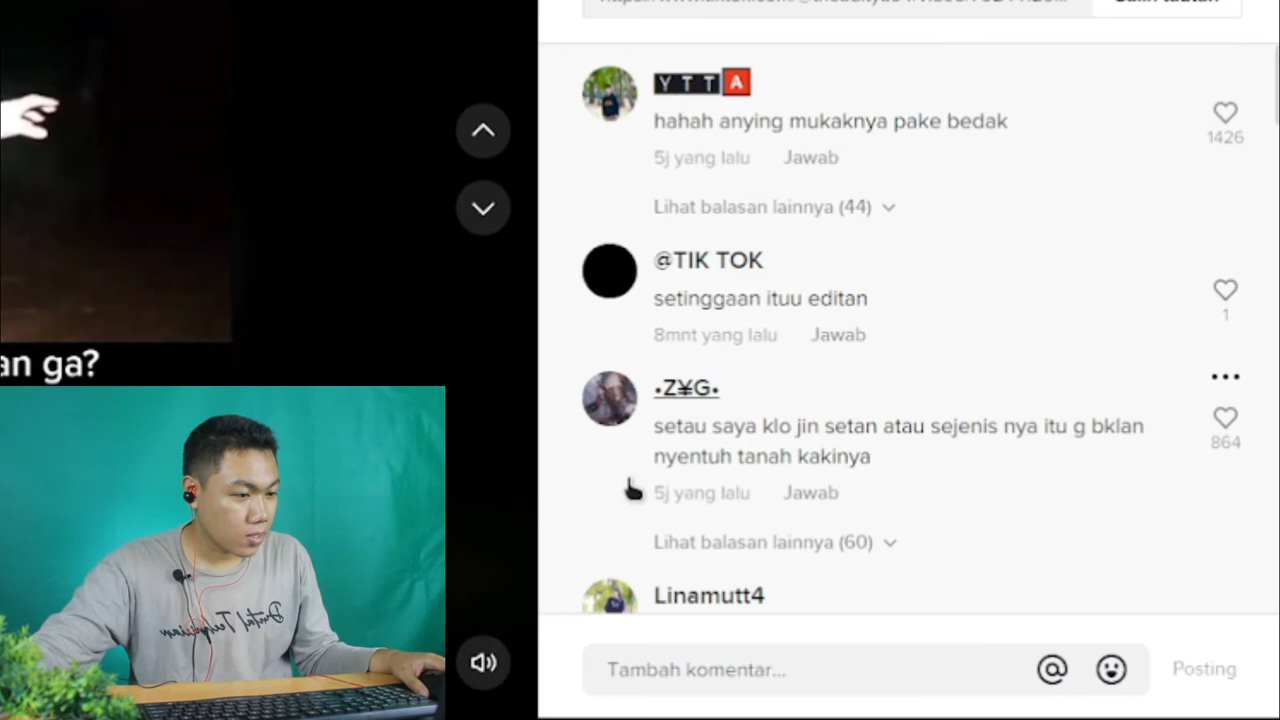 Y T T A
hahah anying mukaknya pake bedak
1426
5j yang lalu Jawab
Lihat balasan lainnya (44)
@TIK TOK
setinggaan ituu editan
1
8mnt yang lalu Jawab
•Z¥G•
setau saya klo jin setan atau sejenis nya itu g bklan
nyentuh tanah kakinya
864
5j yang lalu Jawab
Lihat balasan lainnya (60)
Linamutt4
Tambah komentar...
Posting
an ga?